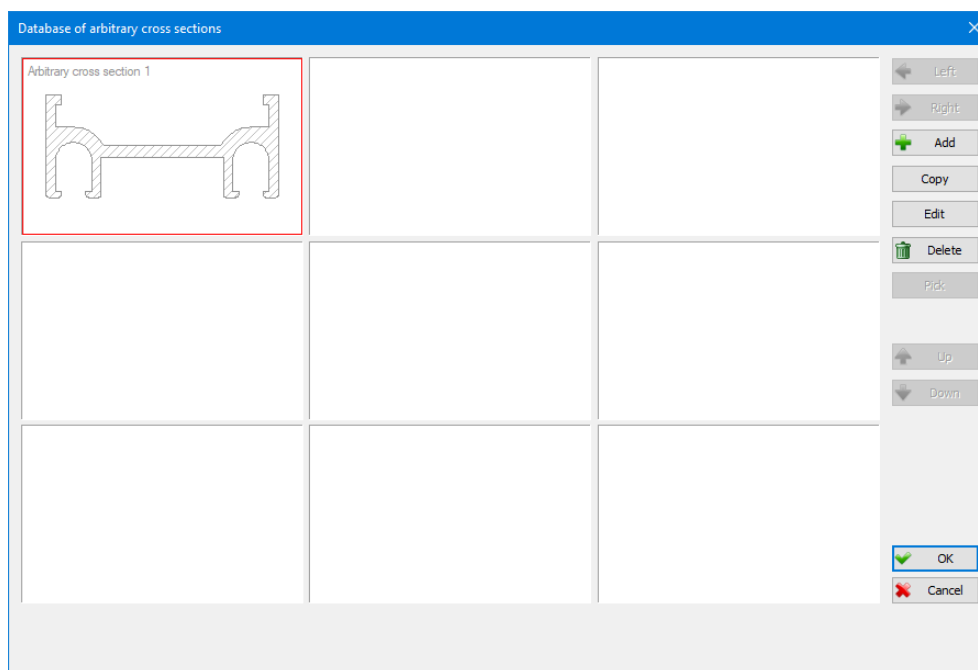 Database of arbitrary cross sections
Arbitrary cross section 1
Left
Right
Add
Copy
Edit
Delete
Pick
Up
Down
OK
Cancel